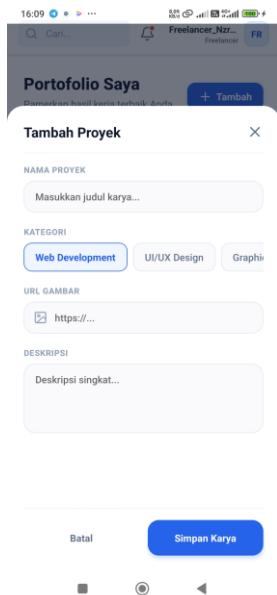 16:09
Cari...
Freelancer_Nzr...
Freelancer
FR
Portofolio Saya
Pamerkan hasil kerja terbaik Anda
+ Tambah
Tambah Proyek
NAMA PROYEK
Masukkan judul karya...
KATEGORI
Web Development
UI/UX Design
Graphi
URL GAMBAR
https://...
DESKRIPSI
Deskripsi singkat...
Batal
Simpan Karya